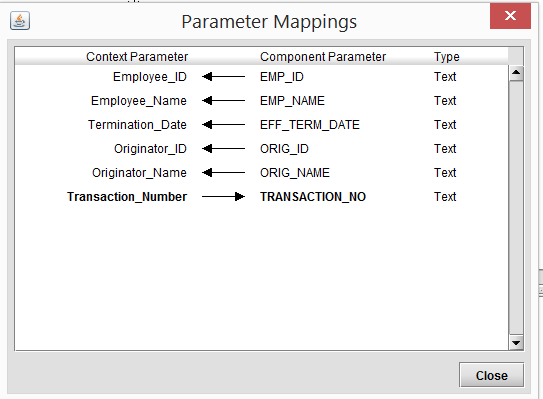 Parameter Mappings
Context Parameter Component Parameter Type
Employee_ID EMP_ID Text
Employee_Name EMP_NAME Text
Termination_Date EFF_TERM_DATE Text
Originator_ID ORIG_ID Text
Originator_Name ORIG_NAME Text
Transaction_Number TRANSACTION_NO Text
Close